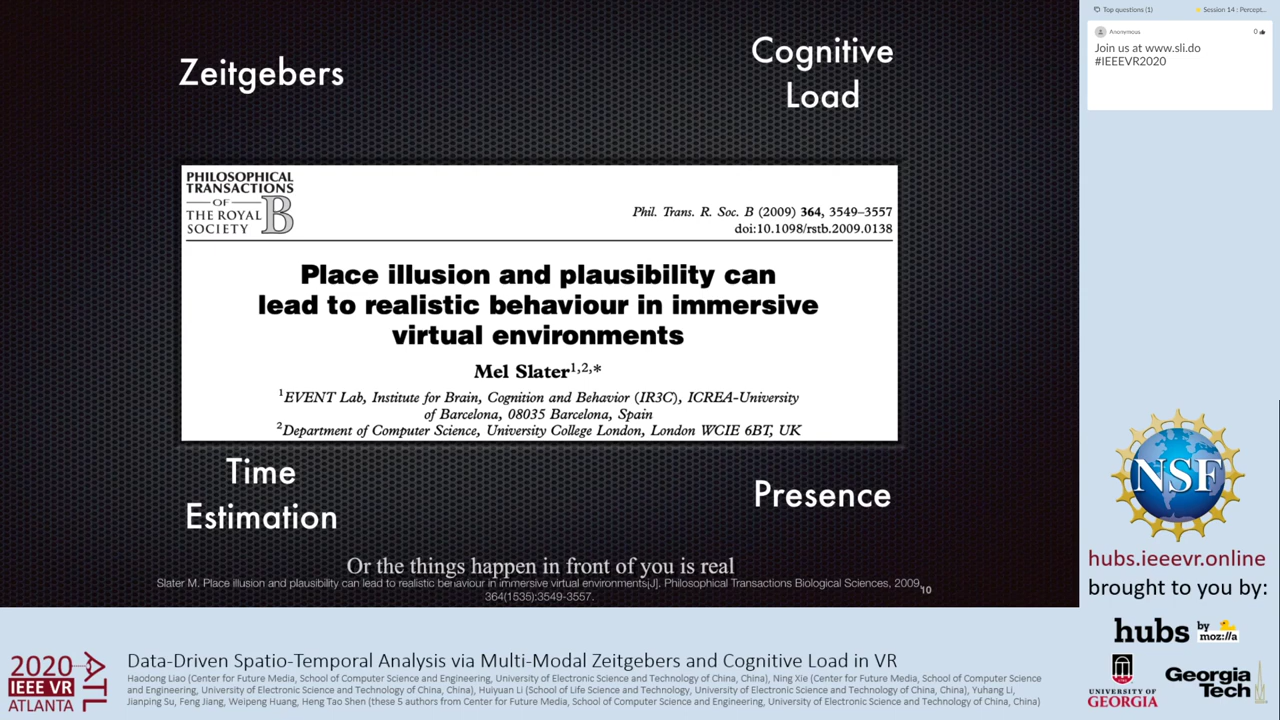 Zeitgebers
Cognitive
Load
PHILOSOPHICAL
TRANSACTIONS
OF
THE ROYAL
SOCIETY
B
Phil. Trans. R. Soc. B (2009) 364, 3549–3557
doi:10.1098/rstb.2009.0138
Place illusion and plausibility can
lead to realistic behaviour in immersive
virtual environments
Mel Slater1,2,*
1EVENT Lab, Institute for Brain, Cognition and Behavior (IR3C), ICREA-University
of Barcelona, 08035 Barcelona, Spain
2Department of Computer Science, University College London, London WC1E 6BT, UK
Time
Estimation
Presence
Or the things happen in front of you is real
Slater M. Place illusion and plausibility can lead to realistic behaviour in immersive virtual environments[J]. Philosophical Transactions Biological Sciences, 2009,
364(1535):3549-3557.
10
Top questions (1)
Session 14 : Percept...
Anonymous
0
Join us at www.sli.do
#IEEEVR2020
NSF
hubs.ieeevr.online
brought to you by:
hubs by moz://a
UNIVERSITY OF
GEORGIA
Georgia
Tech
2020
IEEE VR
ATLANTA
ATL
Data-Driven Spatio-Temporal Analysis via Multi-Modal Zeitgebers and Cognitive Load in VR
Haodong Liao (Center for Future Media, School of Computer Science and Engineering, University of Electronic Science and Technology of China, China), Ning Xie (Center for Future Media, School of Computer Science
and Engineering, University of Electronic Science and Technology of China, China), Huiyuan Li (School of Life Science and Technology, University of Electronic Science and Technology of China, China), Yuhang Li,
Jianping Su, Feng Jiang, Weipeng Huang, Heng Tao Shen (these 5 authors from Center for Future Media, School of Computer Science and Engineering, University of Electronic Science and Technology of China, China)